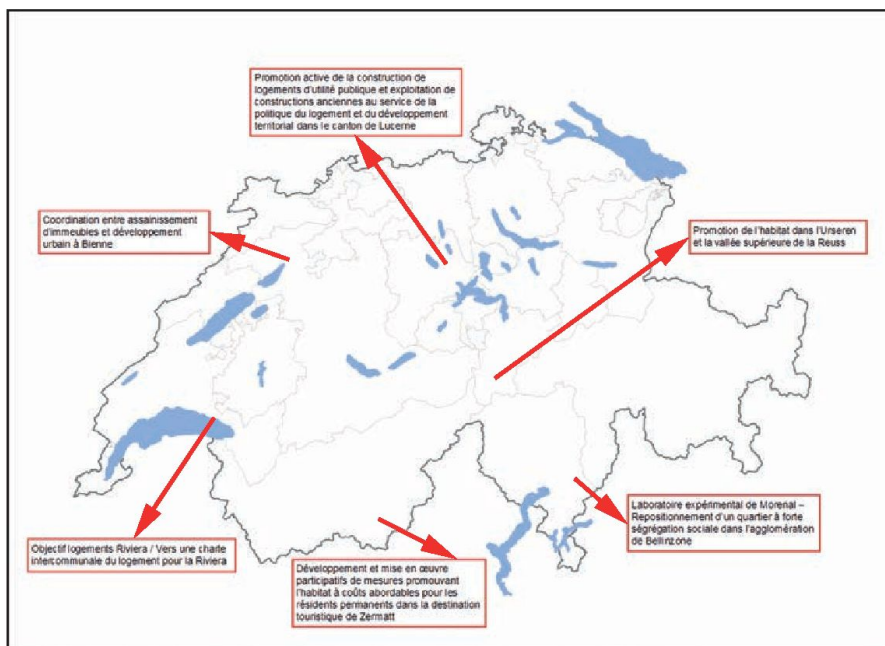 Promotion active de la construction de
logements d'utilité publique et exploitation de
constructions anciennes au service de la
politique du logement et du développement
territorial dans le canton de Lucerne
Coordination entre assainissement
d'immeubles et développement
urbain à Bienne
Promotion de l'habitat dans l'Urseren
et la vallée supérieure de la Reuss
Objectif logements Riviera / Vers une charte
intercommunale du logement pour la Riviera
Développement et mise en œuvre
participatifs de mesures promouvant
l'habitat à coûts abordables pour les
résidents permanents dans la destination
touristique de Zermatt
Laboratoire expérimental de Morenal –
Repositionnement d'un quartier à forte
ségrégation sociale dans l'agglomération
de Bellinzone